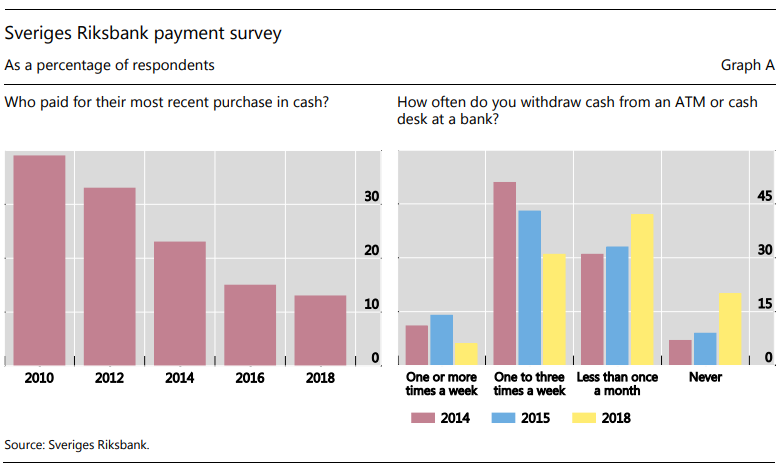 Sveriges Riksbank payment survey
As a percentage of respondents
Graph A
Who paid for their most recent purchase in cash?
How often do you withdraw cash from an ATM or cash
desk at a bank?
30
20
10
0
2010 2012 2014 2016 2018
45
30
15
0
One or more
times a week
One to three
times a week
Less than once
a month
Never
2014 2015 2018
Source: Sveriges Riksbank.